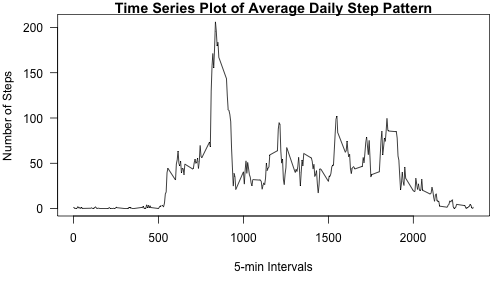 Time Series Plot of Average Daily Step Pattern
Number of Steps
200
150
100
50
0
0 500 1000 1500 2000
5-min Intervals